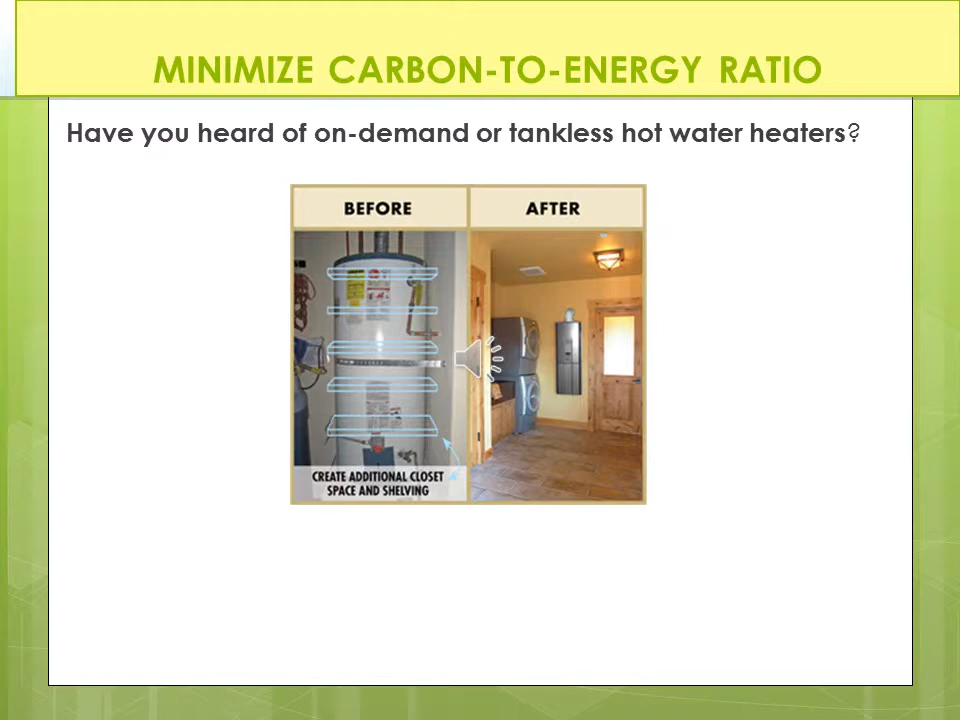 MINIMIZE CARBON-TO-ENERGY RATIO
Have you heard of on-demand or tankless hot water heaters?
BEFORE
AFTER
CREATE ADDITIONAL CLOSET
SPACE AND SHELVING